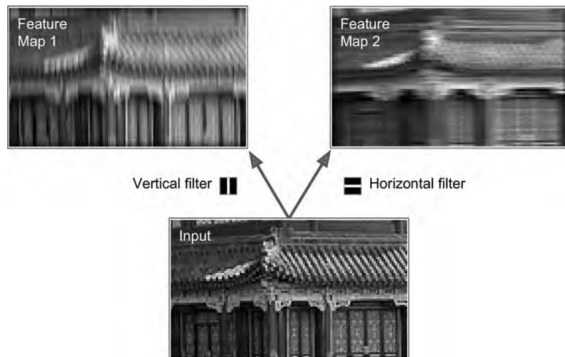 Feature
Map 1
Feature
Map 2
Vertical filter
Horizontal filter
Input